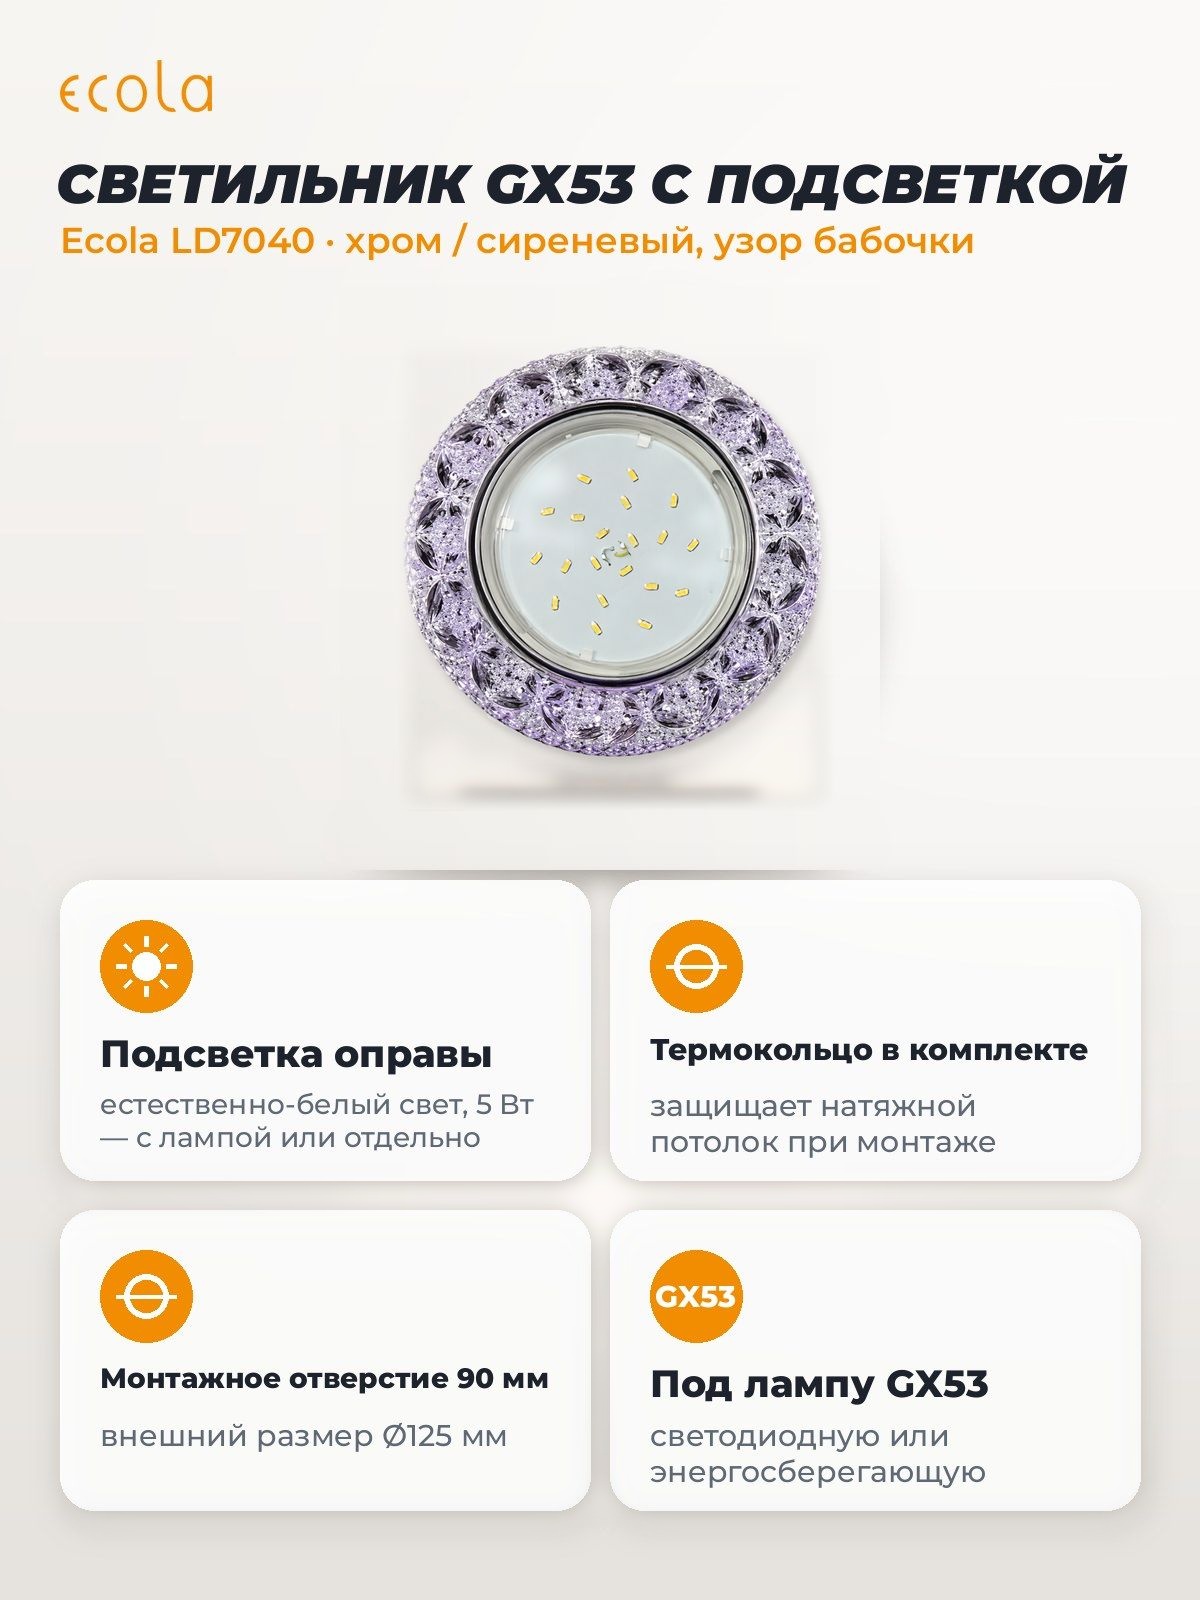 ecola
СВЕТИЛЬНИК GX53 С ПОДСВЕТКОЙ
Ecola LD7040 · хром / сиреневый, узор бабочки
Подсветка оправы
естественно-белый свет, 5 Вт
— с лампой или отдельно
Термокольцо в комплекте
защищает натяжной
потолок при монтаже
Монтажное отверстие 90 мм
внешний размер Ø125 мм
GX53
Под лампу GX53
светодиодную или
энергосберегающую